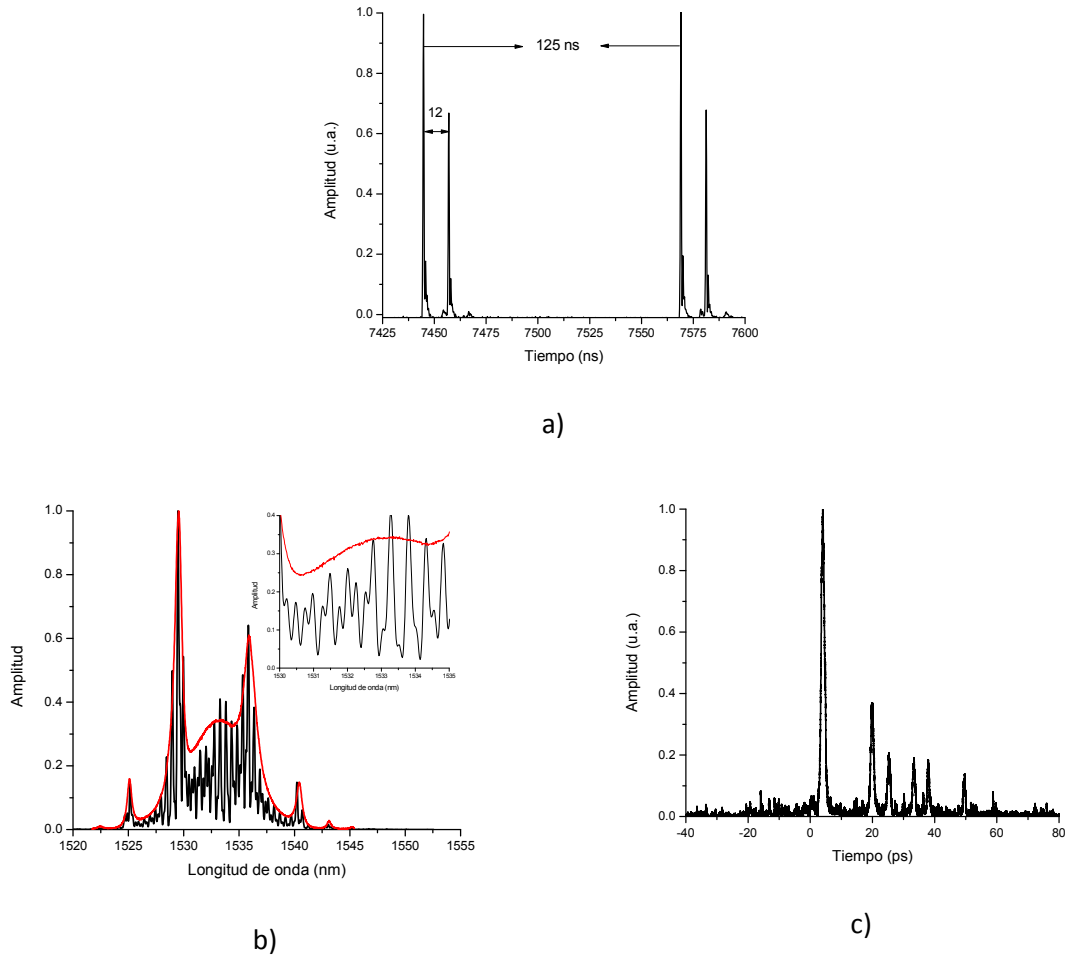 1.0
0.8
0.6
0.4
0.2
0.0
Amplitud (u.a.)
125 ns
12
7425 7450 7475 7500 7525 7550 7575 7600
Tiempo (ns)
a)
1.0
0.8
0.6
0.4
0.2
0.0
Amplitud
0.4
0.3
0.2
0.1
0.0
Amplitud
1530 1531 1532 1533 1534 1535
Longitud de onda (nm)
1520 1525 1530 1535 1540 1545 1550 1555
Longitud de onda (nm)
b)
1.0
0.8
0.6
0.4
0.2
0.0
Amplitud (u.a.)
-40 -20 0 20 40 60 80
Tiempo (ps)
c)